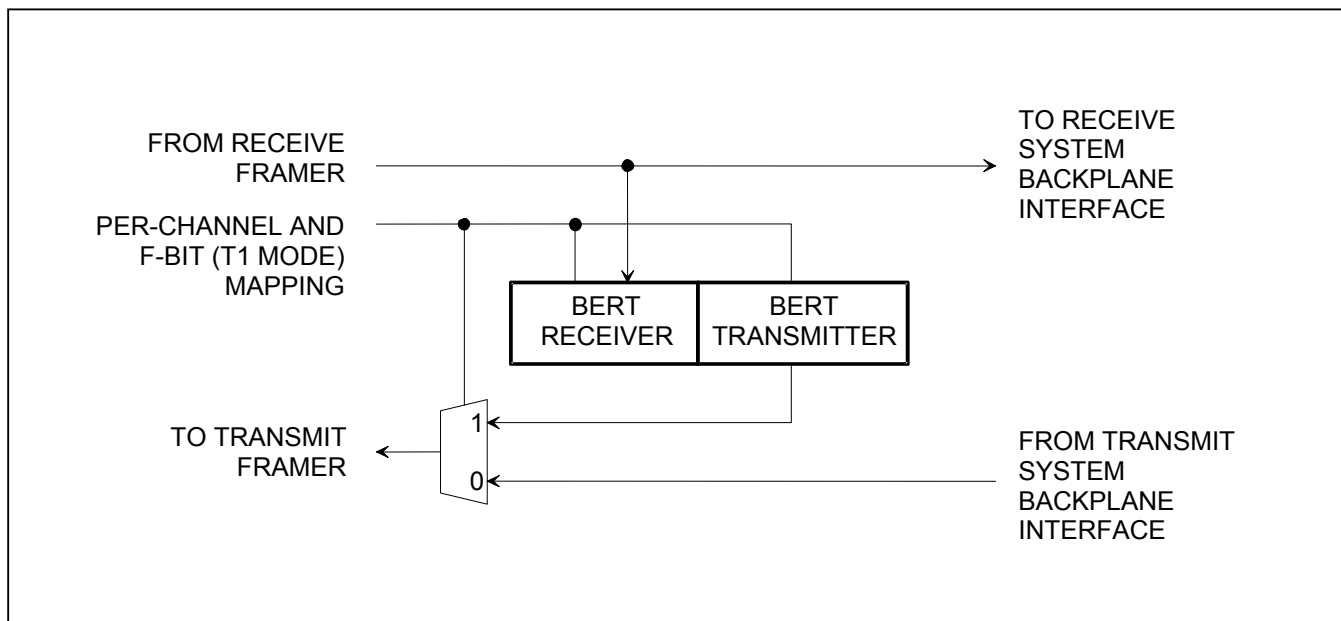 FROM RECEIVE
FRAMER
TO RECEIVE
SYSTEM
BACKPLANE
INTERFACE
PER-CHANNEL AND
F-BIT (T1 MODE)
MAPPING
BERT
RECEIVER
BERT
TRANSMITTER
TO TRANSMIT
FRAMER
1
0
FROM TRANSMIT
SYSTEM
BACKPLANE
INTERFACE